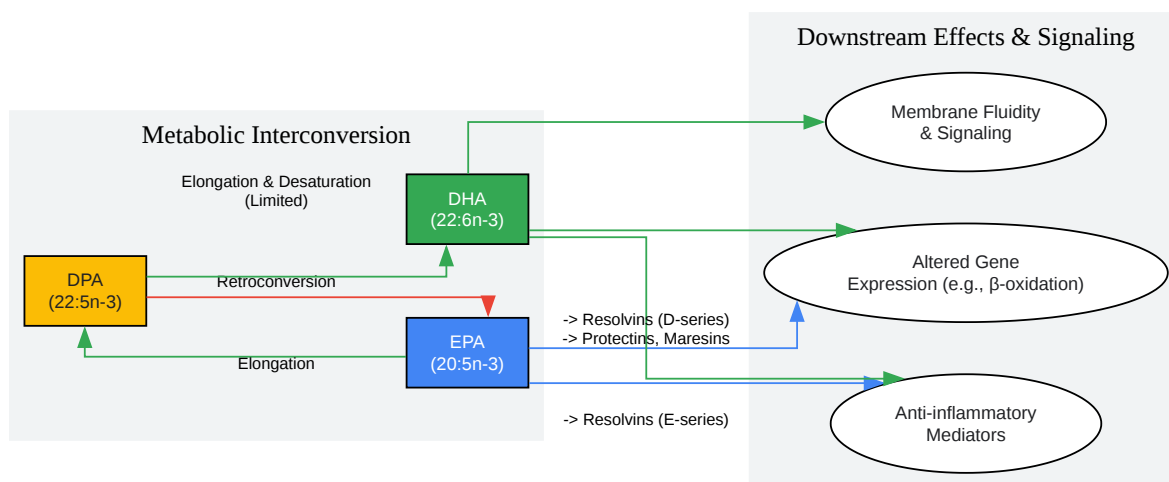 Downstream Effects & Signaling
Membrane Fluidity
& Signaling
Metabolic Interconversion
Elongation & Desaturation
(Limited)
DHA
(22:6n-3)
DPA
(22:5n-3)
Retroconversion
Altered Gene
Expression (e.g., β-oxidation)
EPA
(20:5n-3)
Elongation
-> Resolvins (D-series)
-> Protectins, Maresins
-> Resolvins (E-series)
Anti-inflammatory
Mediators